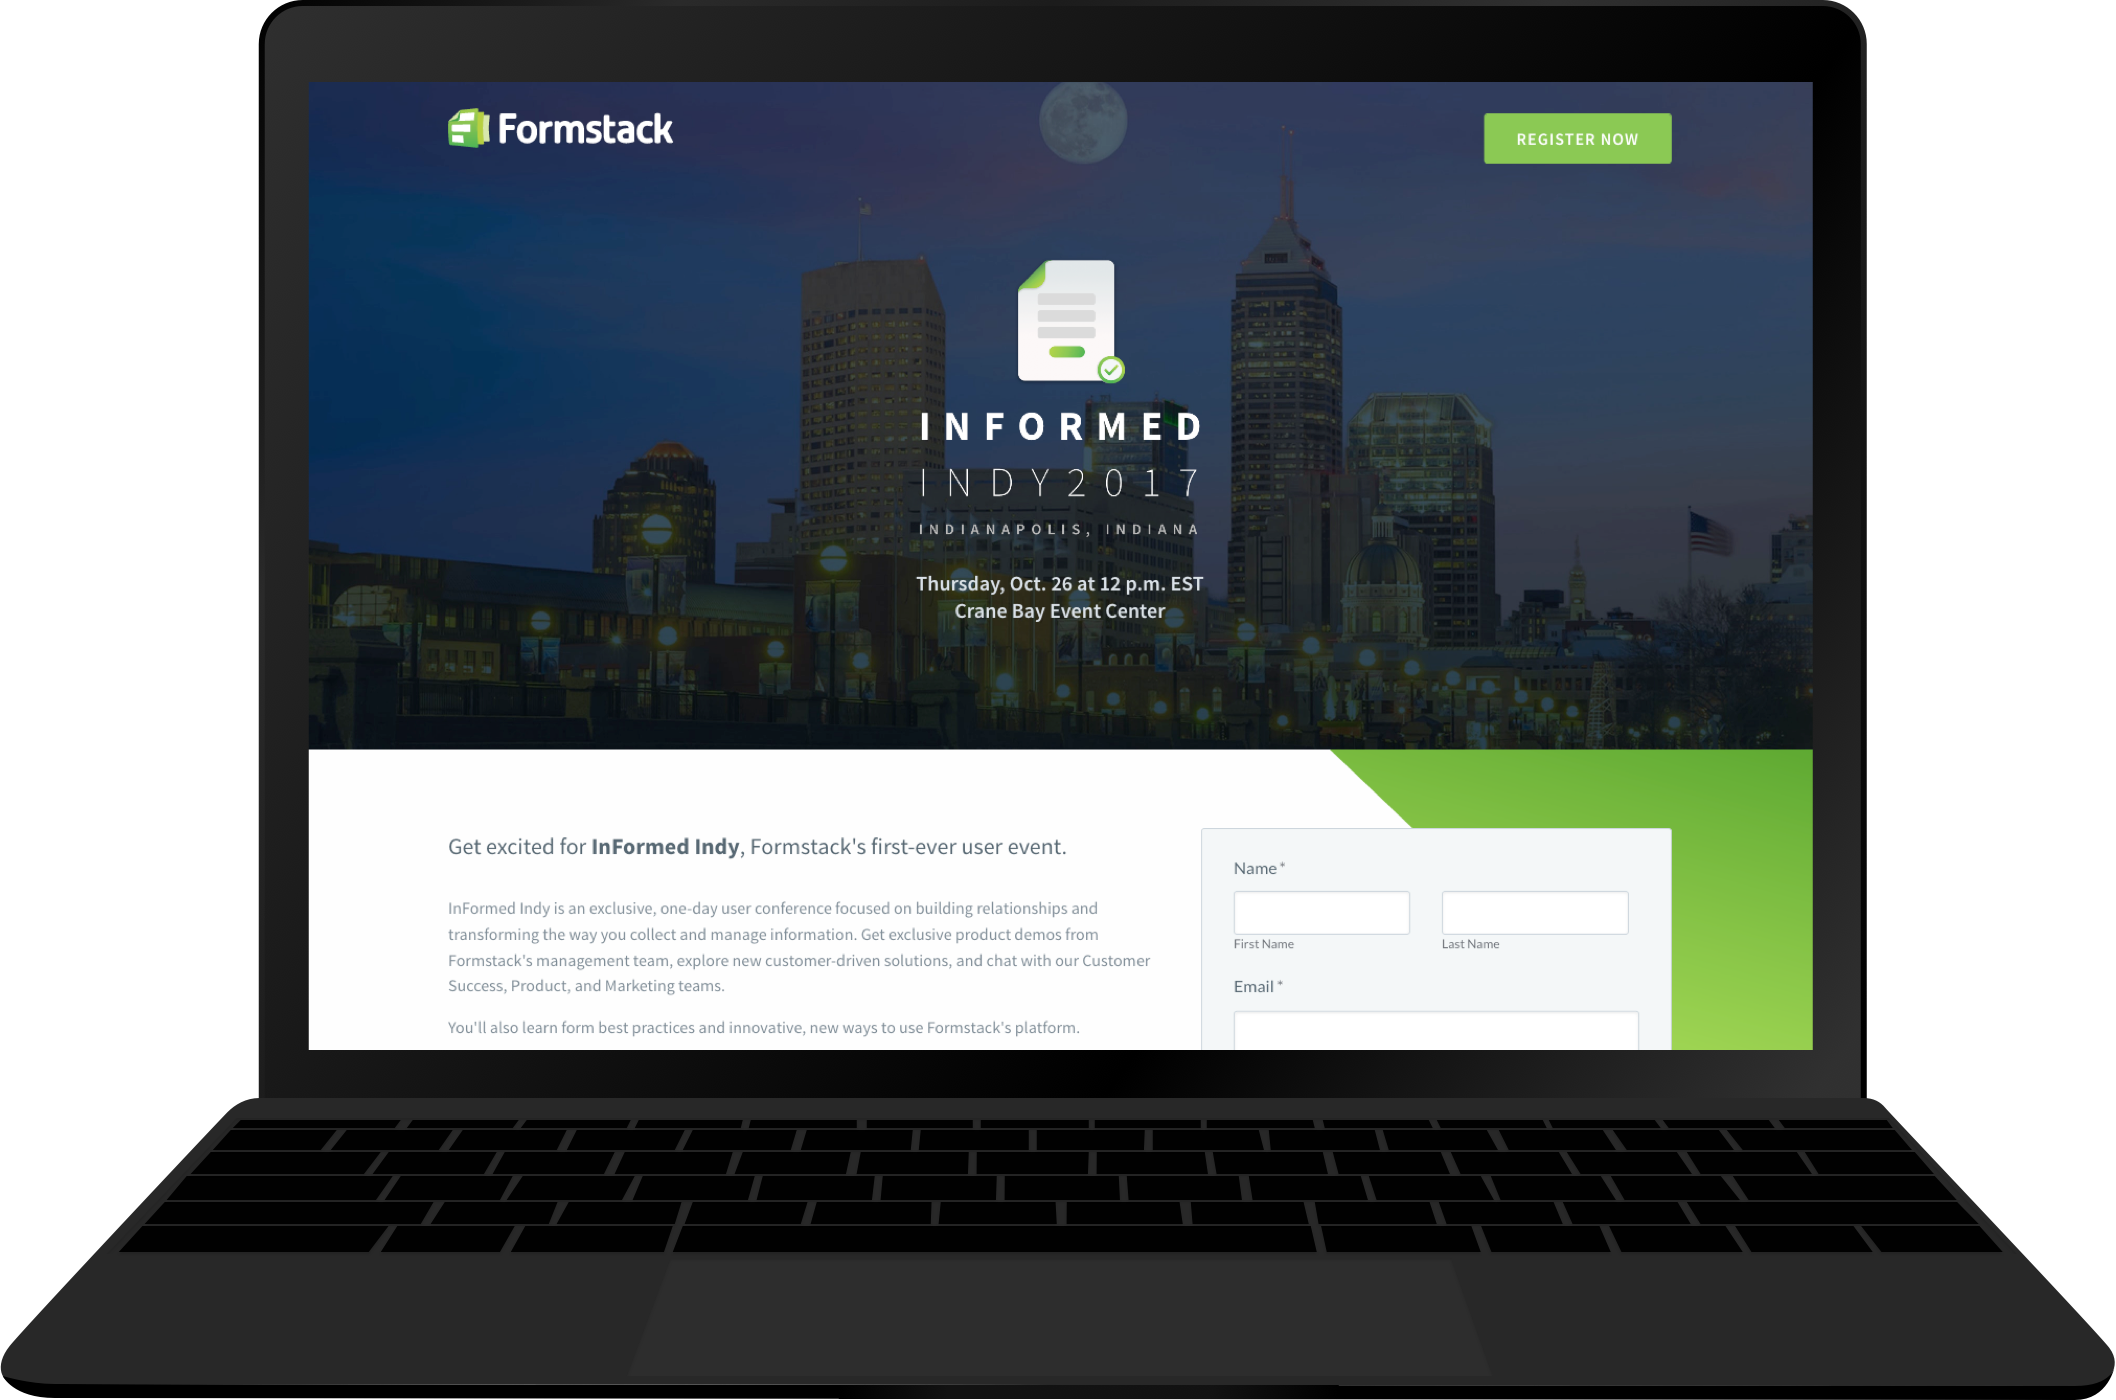 Formstack
REGISTER NOW
INFORMED
INDY2017
INDIANAPOLIS, INDIANA
Thursday, Oct. 26 at 12 p.m. EST
Crane Bay Event Center
Get excited for InFormed Indy, Formstack's first-ever user event.
InFormed Indy is an exclusive, one-day user conference focused on building relationships and
transforming the way you collect and manage information. Get exclusive product demos from
Formstack's management team, explore new customer-driven solutions, and chat with our Customer
Success, Product, and Marketing teams.
You'll also learn form best practices and innovative, new ways to use Formstack's platform.
Name *
First Name
Last Name
Email *